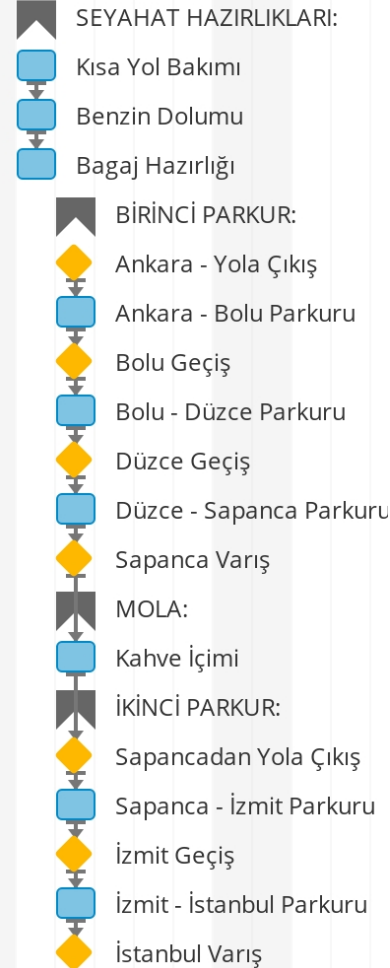 SEYAHAT HAZIRLIKLARI:
Kısa Yol Bakımı
Benzin Dolumu
Bagaj Hazırlığı
BİRİNCİ PARKUR:
Ankara - Yola Çıkış
Ankara - Bolu Parkuru
Bolu Geçiş
Bolu - Düzce Parkuru
Düzce Geçiş
Düzce - Sapanca Parkuru
Sapanca Varış
MOLA:
Kahve İçimi
İKİNCİ PARKUR:
Sapancadan Yola Çıkış
Sapanca - İzmit Parkuru
İzmit Geçiş
İzmit - İstanbul Parkuru
İstanbul Varış